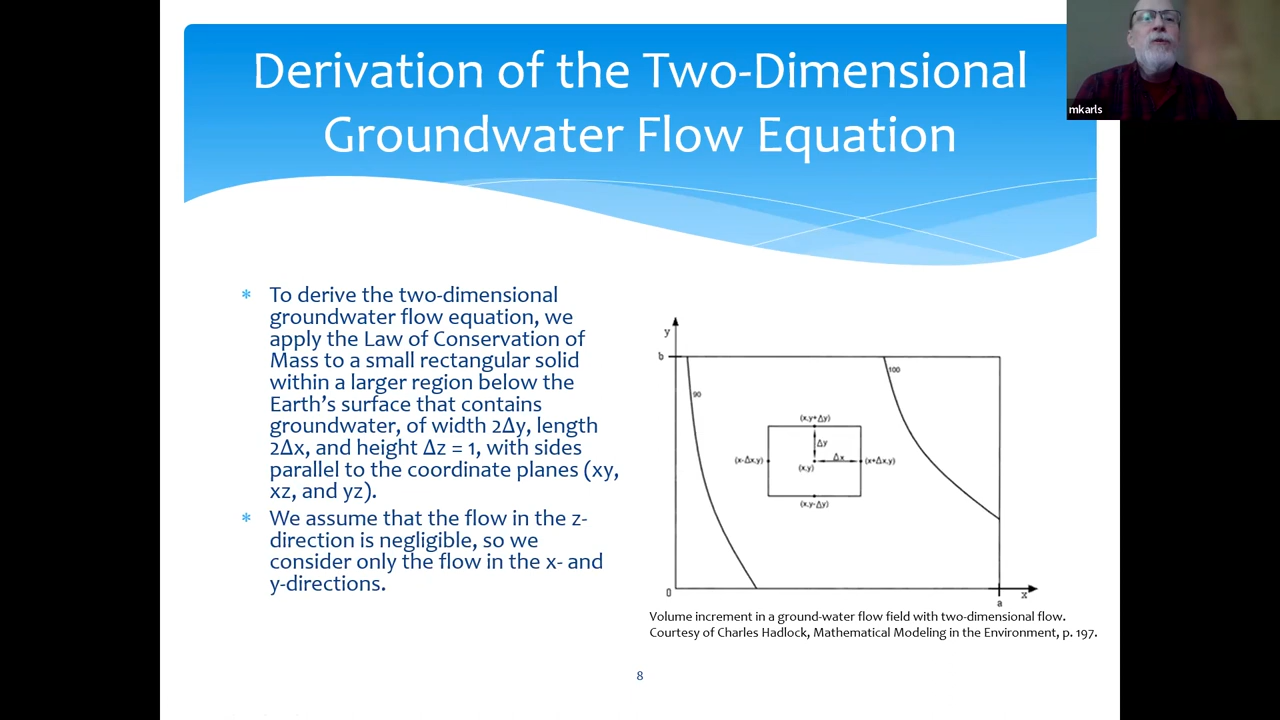 Derivation of the Two-Dimensional
Groundwater Flow Equation
mkarls
* To derive the two-dimensional
groundwater flow equation, we
apply the Law of Conservation of
Mass to a small rectangular solid
within a larger region below the
Earth's surface that contains
groundwater, of width 2Δy, length
2Δx, and height Δz = 1, with sides
parallel to the coordinate planes (xy,
xz, and yz).
* We assume that the flow in the z-
direction is negligible, so we
consider only the flow in the x- and
y-directions.
y
b
100
90
(x,y+Δy)
Δy
(x-Δx,y)
Δx
(x+Δx,y)
(x,y)
(x,y-Δy)
0
a
x
Volume increment in a ground-water flow field with two-dimensional flow.
Courtesy of Charles Hadlock, Mathematical Modeling in the Environment, p. 197.
8